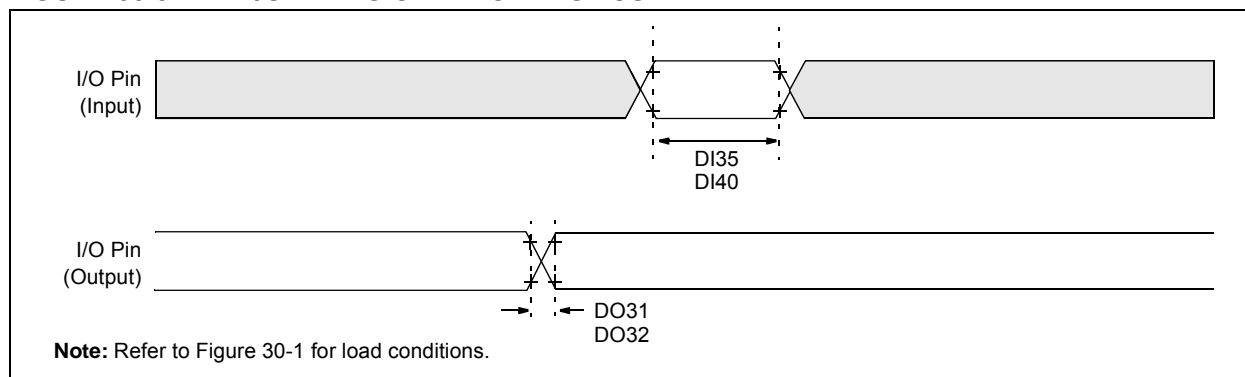 I/O Pin
(Input)
DI35
DI40
I/O Pin
(Output)
DO31
DO32
Note: Refer to Figure 30-1 for load conditions.